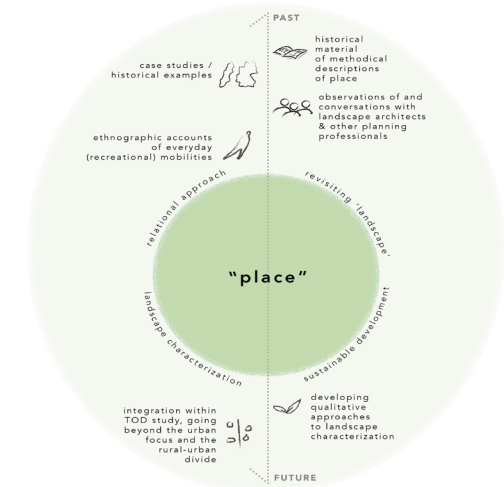 PAST
historical
material
of methodical
descriptions
of place
case studies /
historical examples
observations of and
conversations with
landscape architects
& other planning
professionals
ethnographic accounts
of everyday
(recreational) mobilities
relational approach
revisiting 'landscape'
"place"
landscape characterization
sustainable development
developing
qualitative
approaches
to landscape
characterization
integration within
TOD study, going
beyond the urban
focus and the
rural-urban
divide
FUTURE